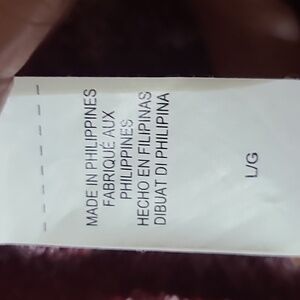 MADE IN PHILIPPINES
FABRIQUÉ AUX
PHILIPPINES
HECHO EN FILIPINAS
DIBUAT DI PHILIPINA
L/G